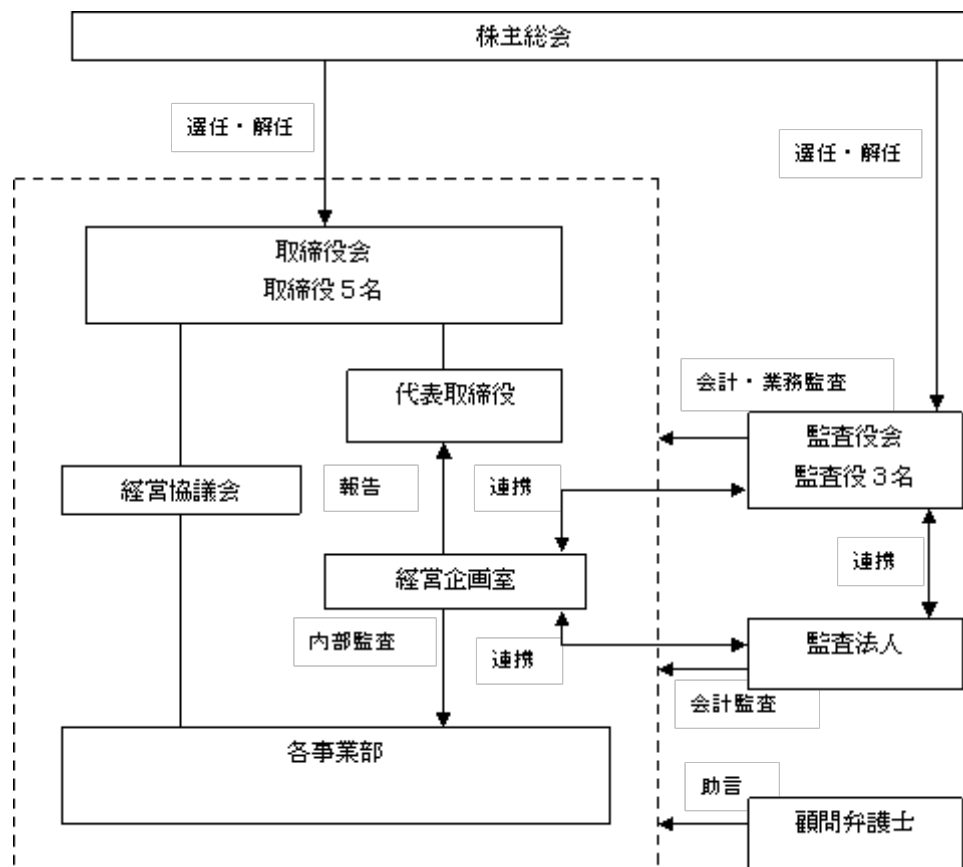 株主総会
選任・解任
選任・解任
取締役会
取締役5名
代表取締役
会計・業務監査
監査役会
監査役3名
経営協議会
報告
連携
連携
経営企画室
内部監査
連携
監査法人
会計監査
各事業部
助言
顧問弁護士